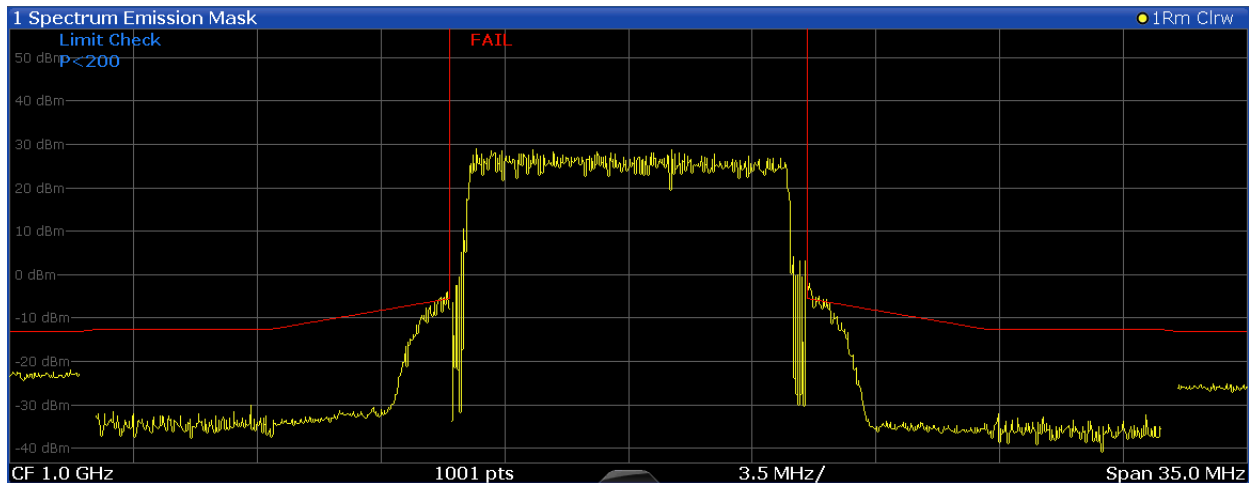 1 Spectrum Emission Mask
1Rm Clrw
Limit Check
FAIL
50 dBm
P<200
40 dBm
30 dBm
20 dBm
10 dBm
0 dBm
-10 dBm
-20 dBm
-30 dBm
-40 dBm
CF 1.0 GHz
1001 pts
3.5 MHz/
Span 35.0 MHz